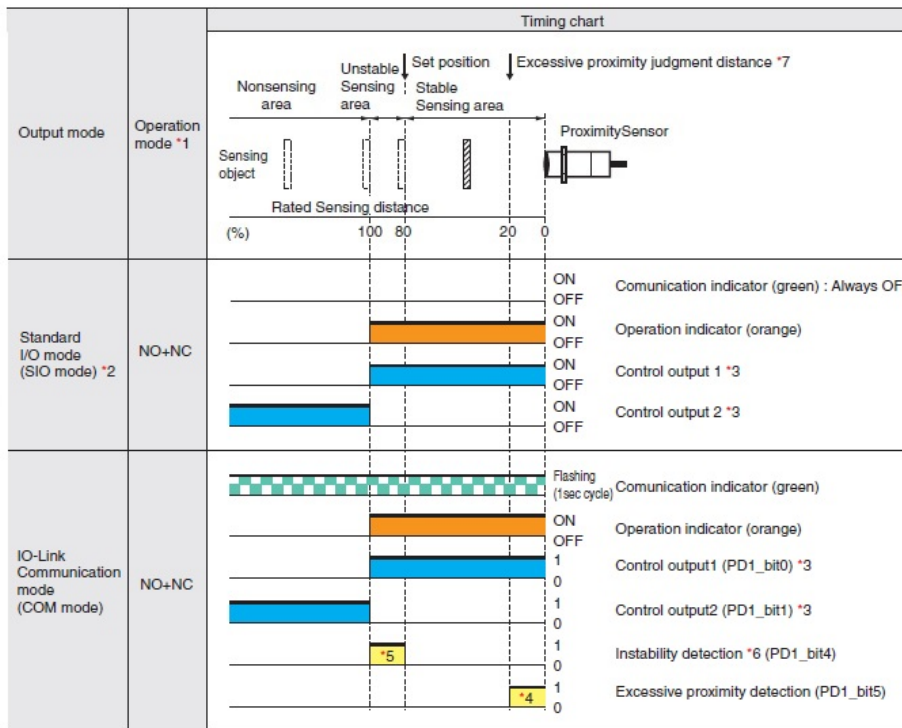 Timing chart
Output mode
Operation
mode *1
Nonsensing
area
Unstable
Sensing
area
Set position
Stable
Sensing area
Excessive proximity judgment distance *7
Sensing
object
ProximitySensor
Rated Sensing distance
(%)
100
80
20
0
Standard
I/O mode
(SIO mode) *2
NO+NC
ON
OFF
Comunication indicator (green) : Always OF
ON
OFF
Operation indicator (orange)
ON
OFF
Control output 1 *3
ON
OFF
Control output 2 *3
IO-Link
Communication
mode
(COM mode)
NO+NC
Flashing
(1sec cycle)
Comunication indicator (green)
ON
OFF
Operation indicator (orange)
1
0
Control output1 (PD1_bit0) *3
1
0
Control output2 (PD1_bit1) *3
*5
1
0
Instability detection *6 (PD1_bit4)
*4
1
0
Excessive proximity detection (PD1_bit5)